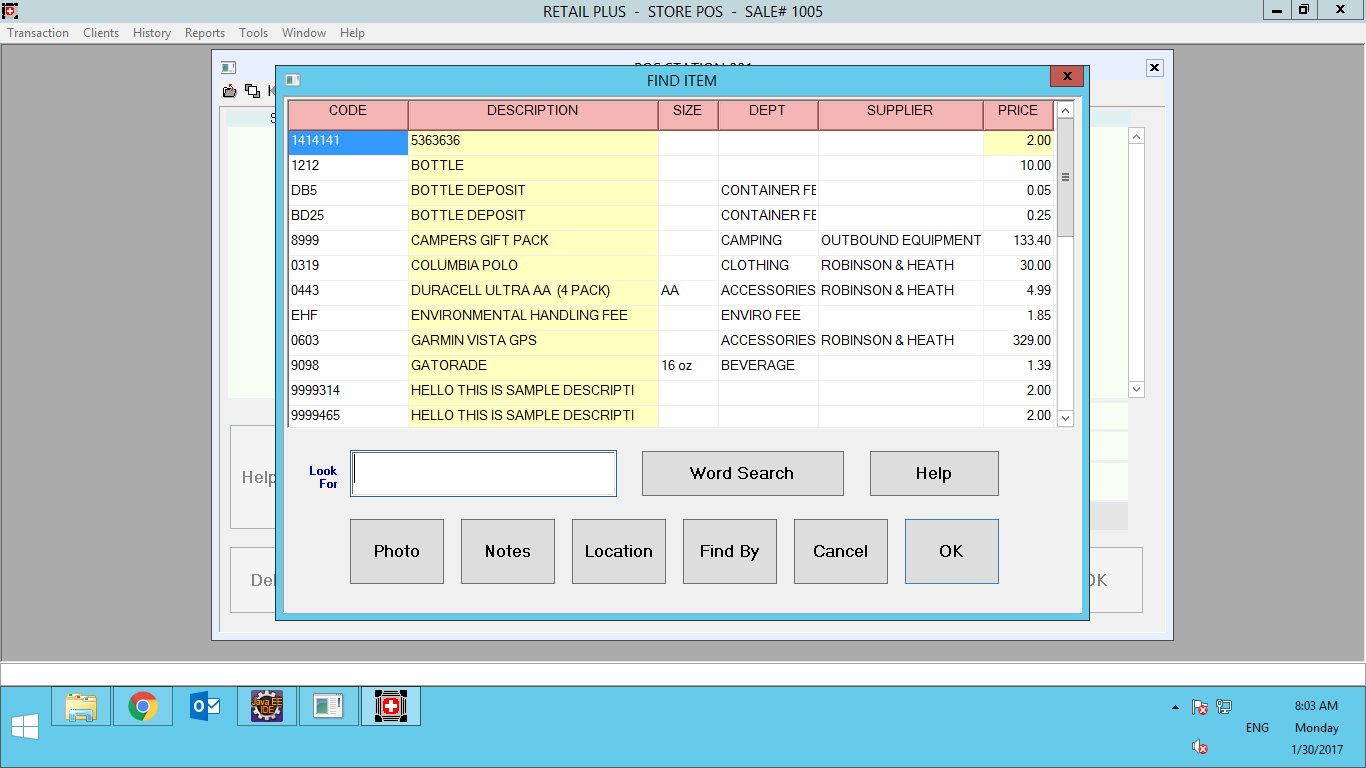 RETAIL PLUS - STORE POS - SALE# 1005
Transaction Clients History Reports Tools Window Help
FIND ITEM
CODE DESCRIPTION SIZE DEPT SUPPLIER PRICE
1414141 5363636 2.00
1212 BOTTLE 10.00
DB5 BOTTLE DEPOSIT CONTAINER FE 0.05
BD25 BOTTLE DEPOSIT CONTAINER FE 0.25
8999 CAMPERS GIFT PACK CAMPING OUTBOUND EQUIPMENT 133.40
0319 COLUMBIA POLO CLOTHING ROBINSON & HEATH 30.00
0443 DURACELL ULTRA AA (4 PACK) AA ACCESSORIES ROBINSON & HEATH 4.99
EHF ENVIRONMENTAL HANDLING FEE ENVIRO FEE 1.85
0603 GARMIN VISTA GPS ACCESSORIES ROBINSON & HEATH 329.00
9098 GATORADE 16 oz BEVERAGE 1.39
9999314 HELLO THIS IS SAMPLE DESCRIPTI 2.00
9999465 HELLO THIS IS SAMPLE DESCRIPTI 2.00
Look For
Word Search
Help
Help
Photo Notes Location Find By Cancel OK
Del
OK
Java EE IDE
8:03 AM
ENG Monday
1/30/2017